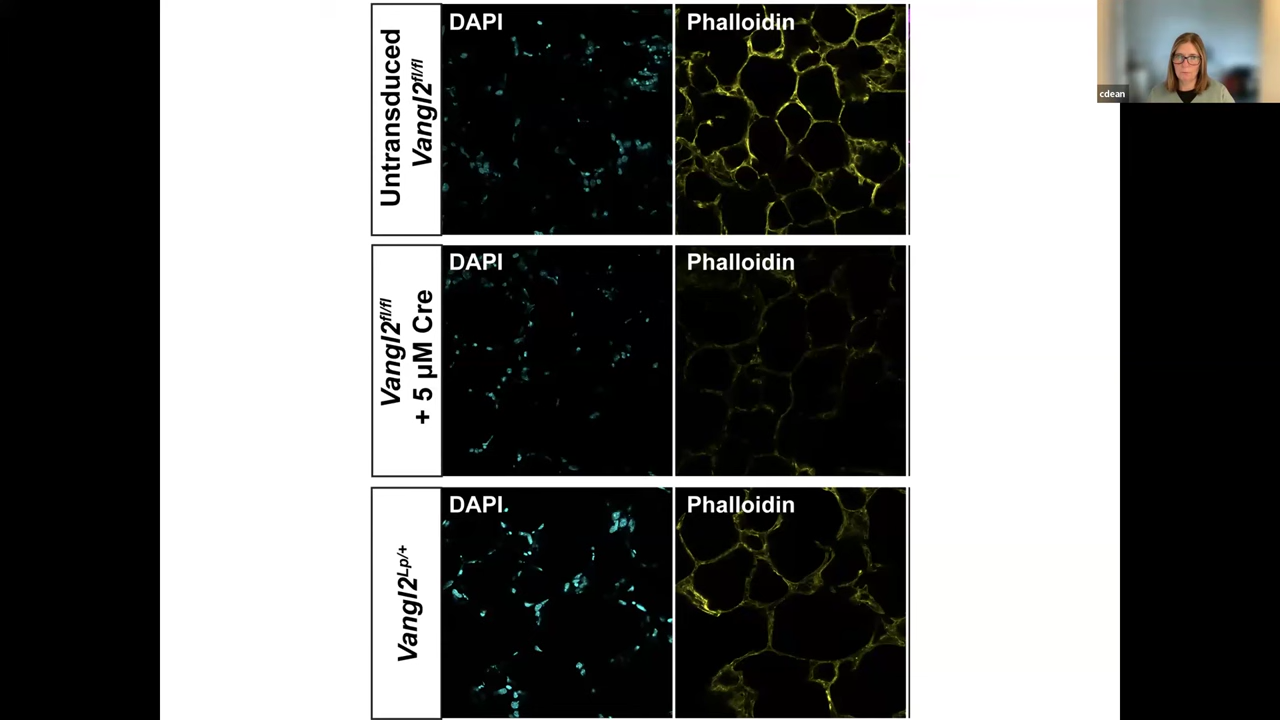 Untransduced
Vangl2fl/fl
DAPI
Phalloidin
Vangl2fl/fl
+ 5 µM Cre
DAPI
Phalloidin
Vangl2Lp/+
DAPI
Phalloidin
cdean